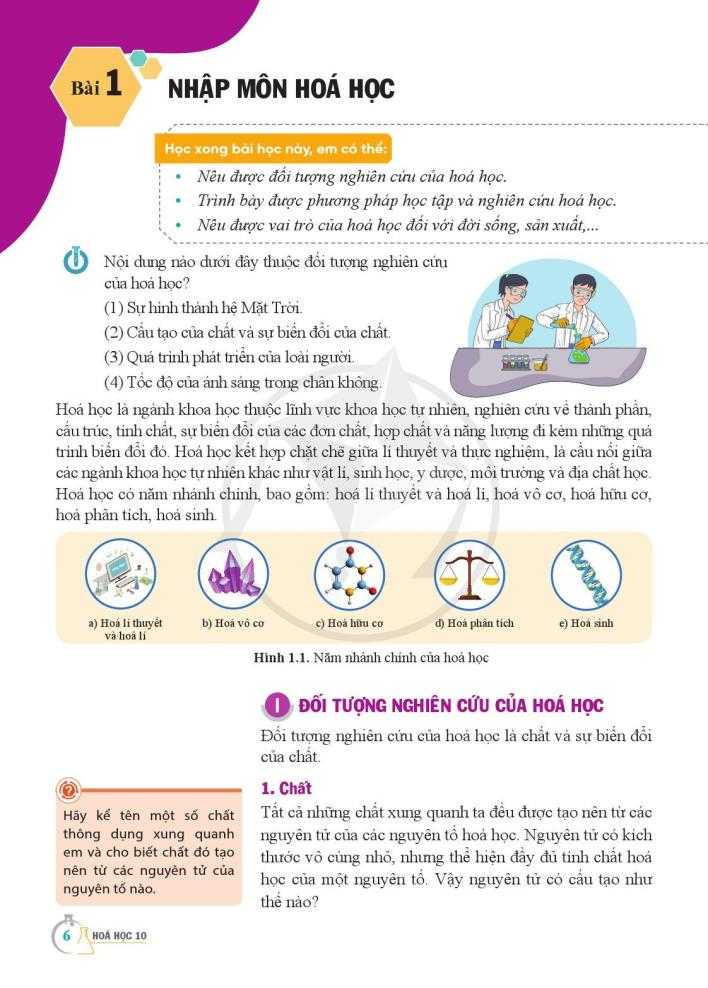 Bài 1
NHẬP MÔN HOÁ HỌC
Học xong bài học này, em có thể:
• Nêu được đối tượng nghiên cứu của hoá học.
• Trình bày được phương pháp học tập và nghiên cứu hoá học.
• Nêu được vai trò của hoá học đối với đời sống, sản xuất,...
Nội dung nào dưới đây thuộc đối tượng nghiên cứu
của hoá học?
(1) Sự hình thành hệ Mặt Trời.
(2) Cấu tạo của chất và sự biến đổi của chất.
(3) Quá trình phát triển của loài người.
(4) Tốc độ của ánh sáng trong chân không.
Hoá học là ngành khoa học thuộc lĩnh vực khoa học tự nhiên, nghiên cứu về thành phần,
cấu trúc, tính chất, sự biến đổi của các đơn chất, hợp chất và năng lượng đi kèm những quá
trình biến đổi đó. Hoá học kết hợp chặt chẽ giữa lí thuyết và thực nghiệm, là cầu nối giữa
các ngành khoa học tự nhiên khác như vật lí, sinh học, y dược, môi trường và địa chất học.
Hoá học có năm nhánh chính, bao gồm: hoá lí thuyết và hoá lí, hoá vô cơ, hoá hữu cơ,
hoá phân tích, hoá sinh.
a) Hoá lí thuyết
và hoá lí
b) Hoá vô cơ
c) Hoá hữu cơ
d) Hoá phân tích
e) Hoá sinh
Hình 1.1. Năm nhánh chính của hoá học
I ĐỐI TƯỢNG NGHIÊN CỨU CỦA HOÁ HỌC
Đối tượng nghiên cứu của hoá học là chất và sự biến đổi
của chất.
1. Chất
Tất cả những chất xung quanh ta đều được tạo nên từ các
nguyên tử của các nguyên tố hoá học. Nguyên tử có kích
thước vô cùng nhỏ, nhưng thể hiện đầy đủ tính chất hoá
học của một nguyên tố. Vậy nguyên tử có cấu tạo như
thế nào?
?
Hãy kể tên một số chất
thông dụng xung quanh
em và cho biết chất đó tạo
nên từ các nguyên tử của
nguyên tố nào.
6 HOÁ HỌC 10